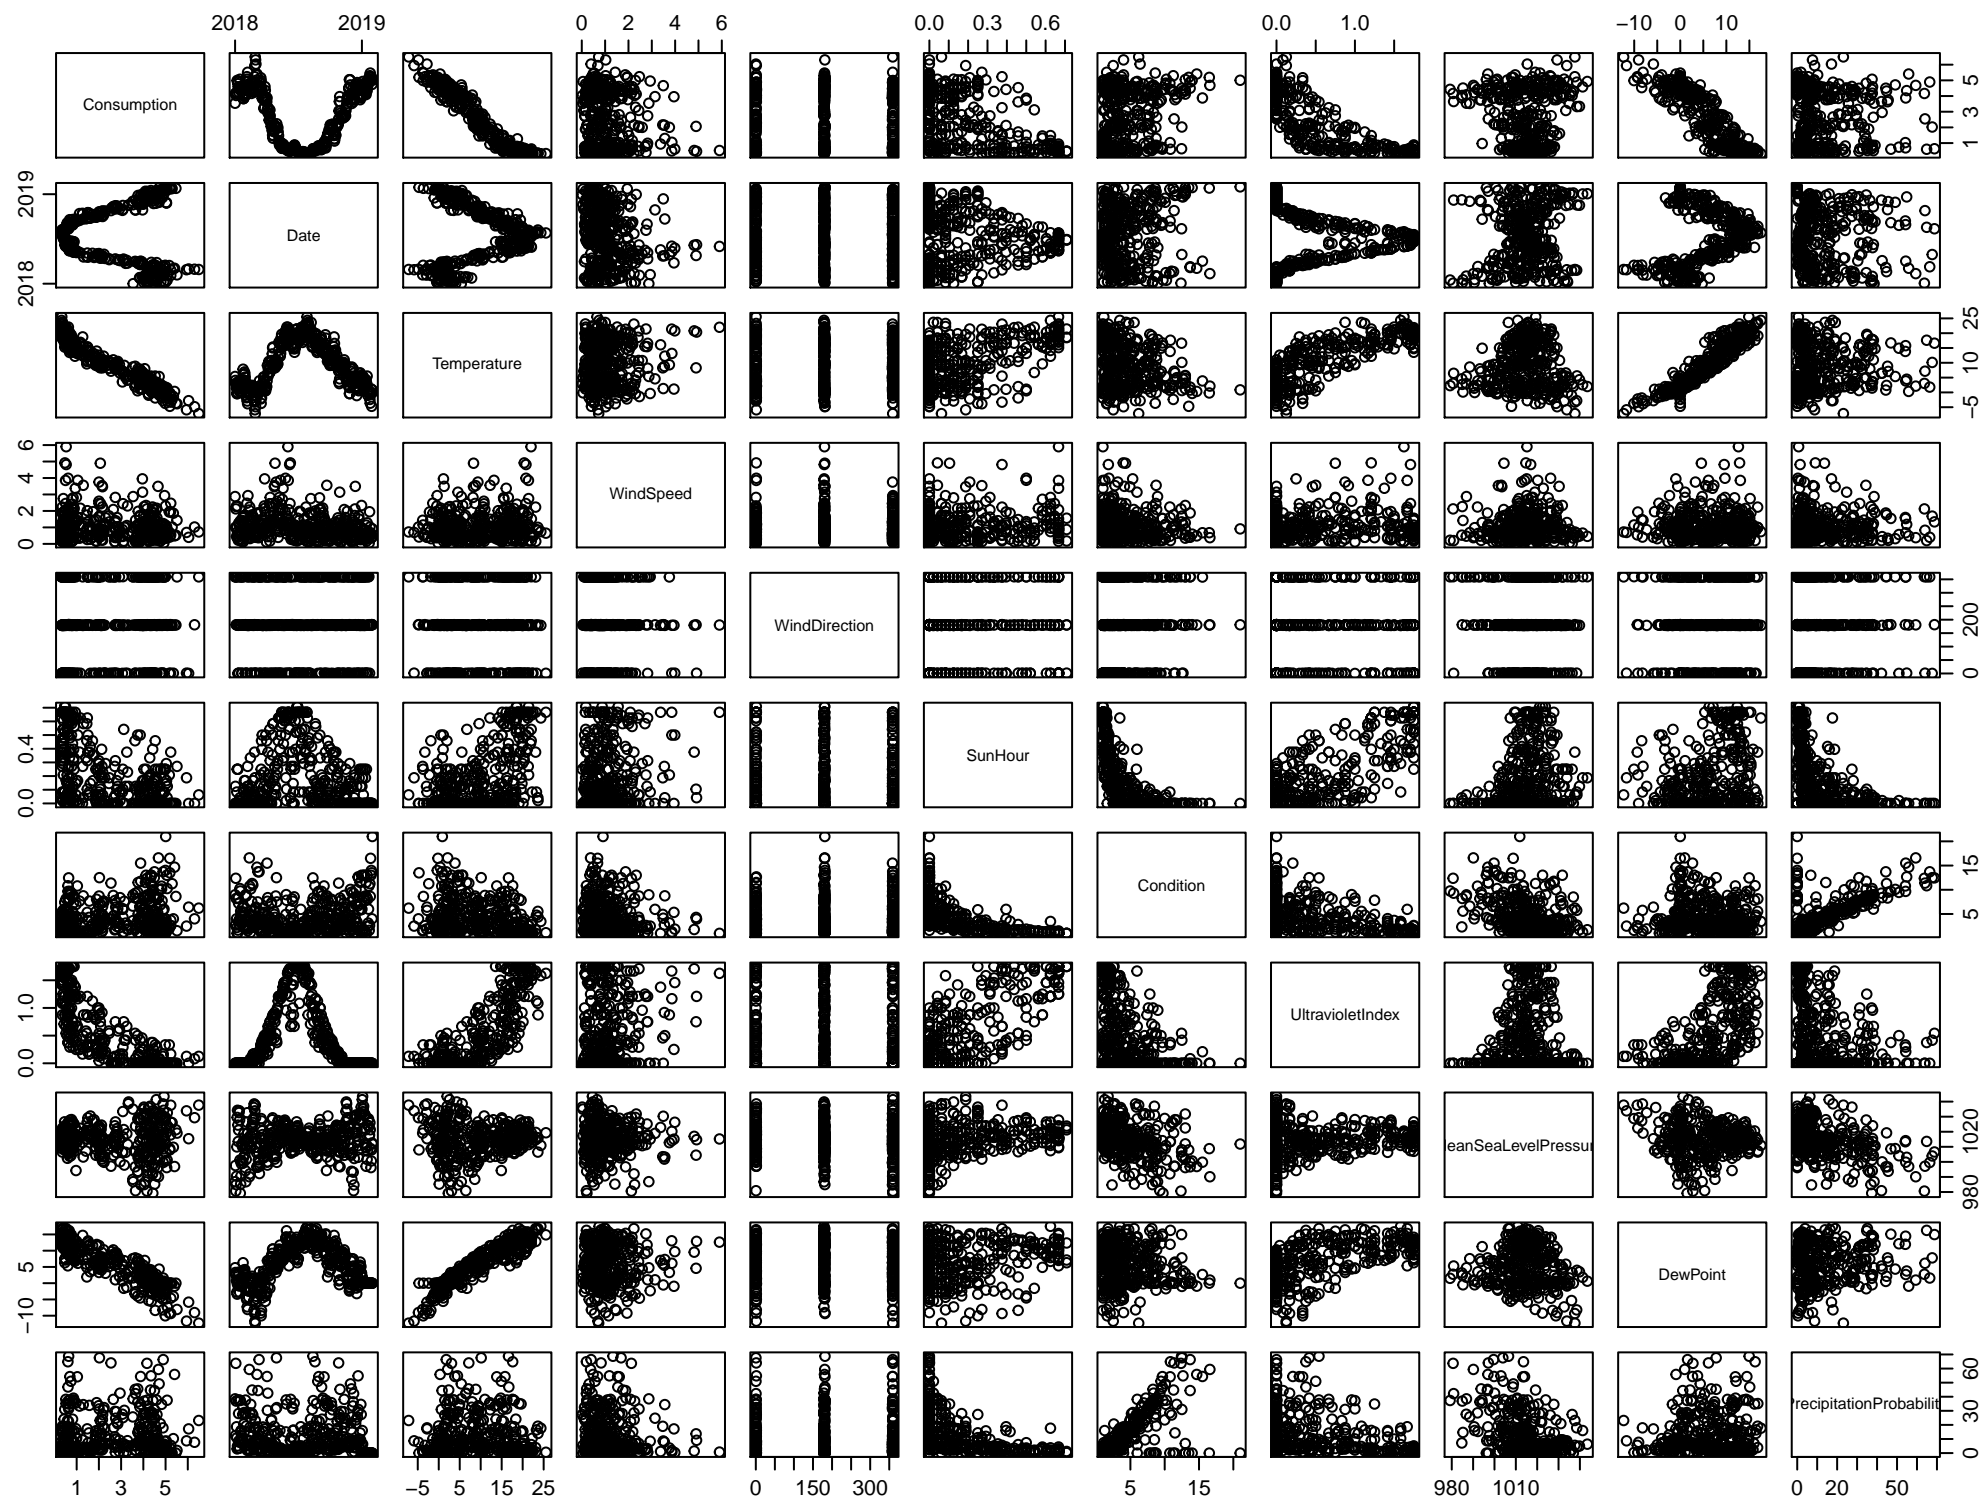 2018 2019 0 2 4 6 0.0 0.3 0.6 0.0 1.0 −10 0 10
Consumption 1 3 5
2018 2019 Date
Temperature −5 10 25
0 2 4 6 WindSpeed
WindDirection 0 200
0.0 0.4 SunHour
Condition 5 15
0.0 1.0 UltravioletIndex
eanSeaLevelPressur 980 1020
−10 5 DewPoint
recipitationProbabilit 0 30 60
1 3 5 −5 5 15 25 0 150 300 5 15 980 1010 0 20 50